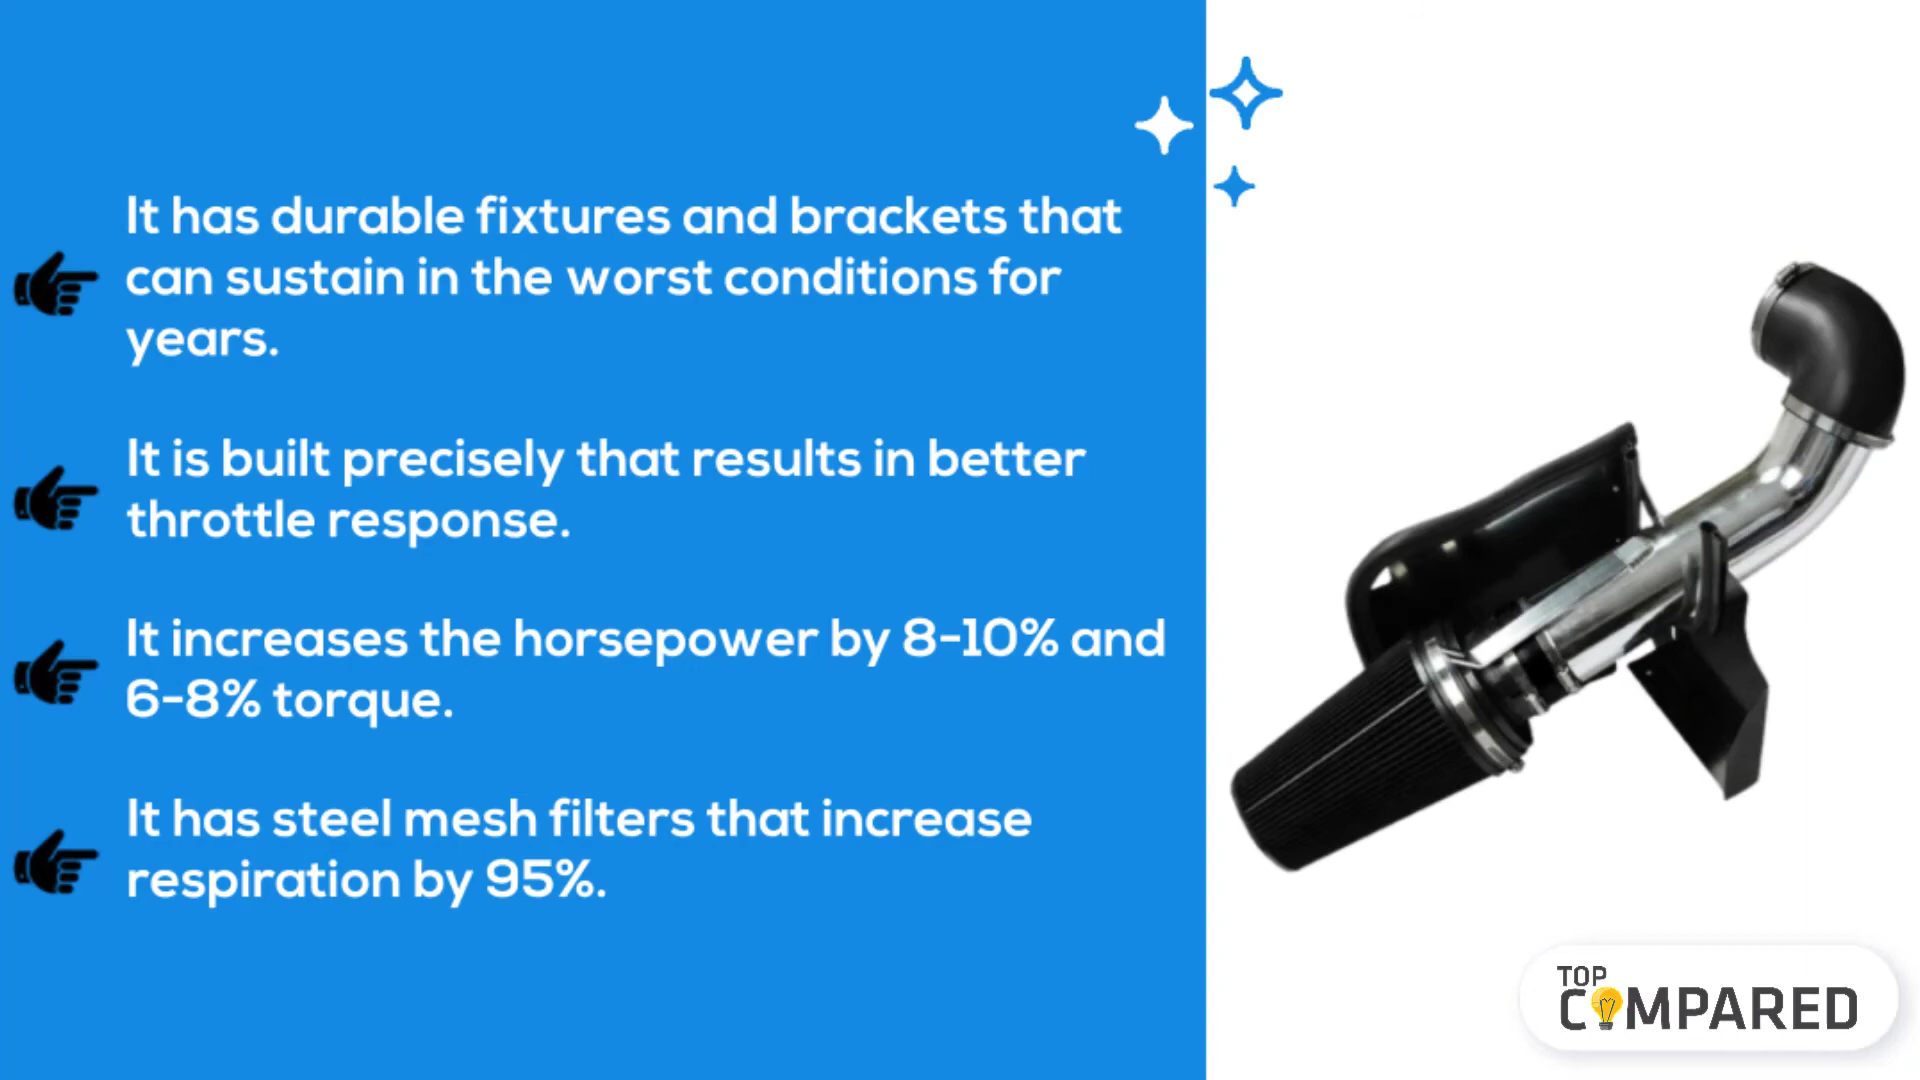 It has durable fixtures and brackets that
can sustain in the worst conditions for
years.
It is built precisely that results in better
throttle response.
It increases the horsepower by 8-10% and
6-8% torque.
It has steel mesh filters that increase
respiration by 95%.
TOP
COMPARED